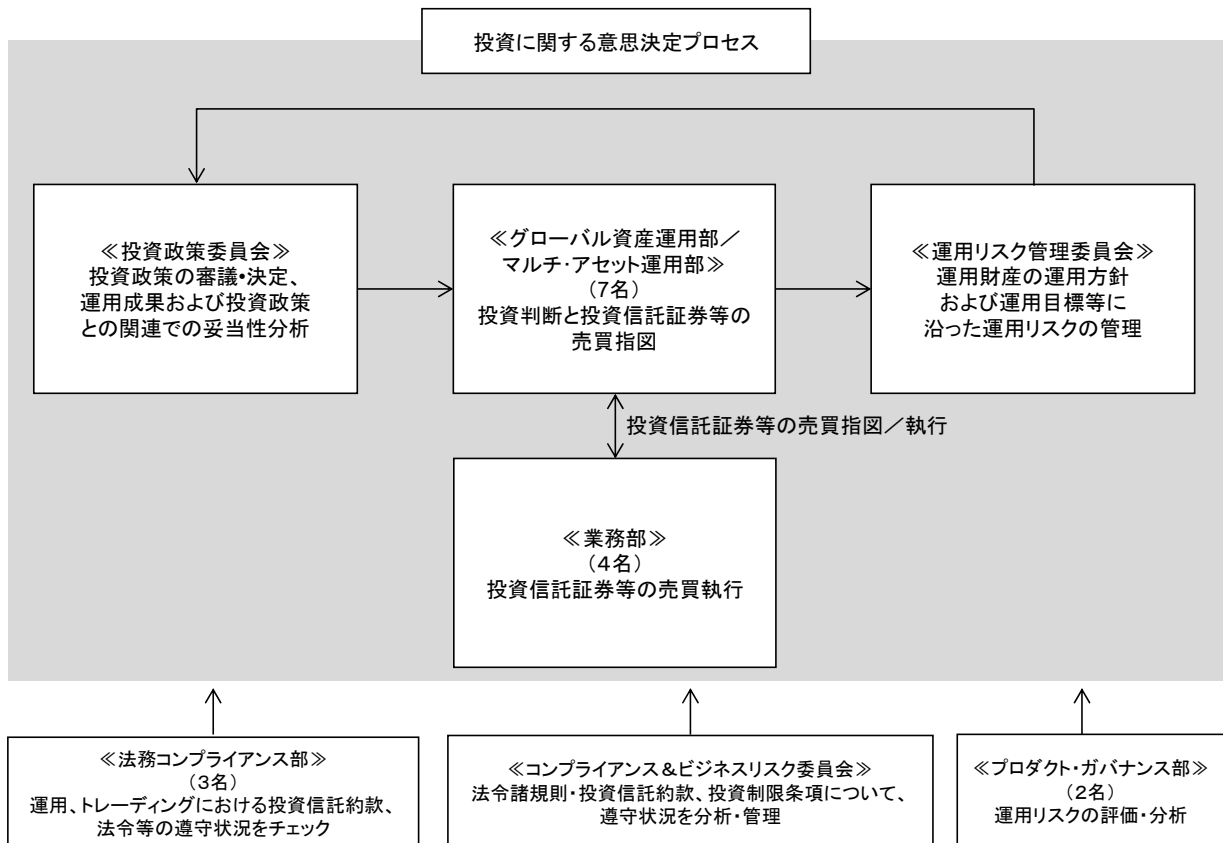 投資に関する意思決定プロセス
≪投資政策委員会≫
投資政策の審議・決定、
運用成果および投資政策
との関連での妥当性分析
≪グローバル資産運用部／
マルチ・アセット運用部≫
（7名）
投資判断と投資信託証券等の
売買指図
≪運用リスク管理委員会≫
運用財産の運用方針
および運用目標等に
沿った運用リスクの管理
投資信託証券等の売買指図／執行
≪業務部≫
（4名）
投資信託証券等の売買執行
≪法務コンプライアンス部≫
（3名）
運用、トレーディングにおける投資信託約款、
法令等の遵守状況をチェック
≪コンプライアンス＆ビジネスリスク委員会≫
法令諸規則・投資信託約款、投資制限条項について、
遵守状況を分析・管理
≪プロダクト・ガバナンス部≫
（2名）
運用リスクの評価・分析